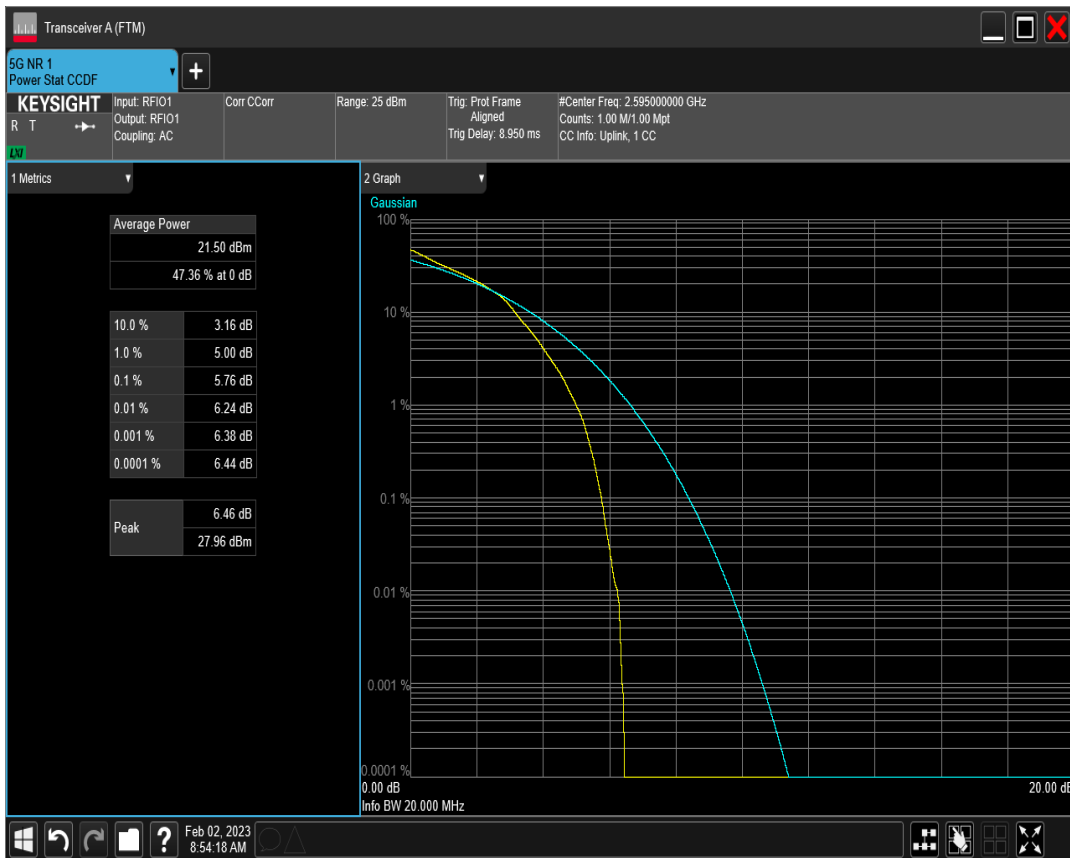 Transceiver A (FTM)
5G NR 1
Power Stat CCDF
+
KEYSIGHT
R T
LXI
Input: RFIO1
Output: RFIO1
Coupling: AC
Corr CCorr
Range: 25 dBm
Trig: Prot Frame
Aligned
Trig Delay: 8.950 ms
#Center Freq: 2.595000000 GHz
Counts: 1.00 M/1.00 Mpt
CC Info: Uplink, 1 CC
1 Metrics
Average Power
21.50 dBm
47.36 % at 0 dB
10.0 % 3.16 dB
1.0 % 5.00 dB
0.1 % 5.76 dB
0.01 % 6.24 dB
0.001 % 6.38 dB
0.0001 % 6.44 dB
Peak
6.46 dB
27.96 dBm
2 Graph
Gaussian
100 %
10 %
1 %
0.1 %
0.01 %
0.001 %
0.0001 %
0.00 dB 20.00 dB
Info BW 20.000 MHz
?
Feb 02, 2023
8:54:18 AM